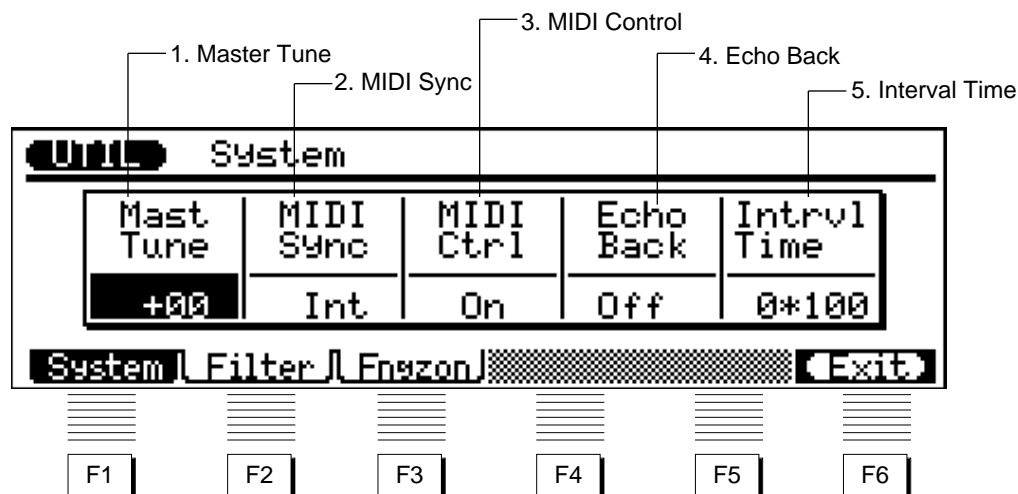 3. MIDI Control
1. Master Tune
4. Echo Back
2. MIDI Sync
5. Interval Time
UTIL System
Mast Tune
MIDI Sync
MIDI Ctrl
Echo Back
Intrvl Time
+00 Int On Off 0*100
System Filter Fngzon Exit
F1 F2 F3 F4 F5 F6